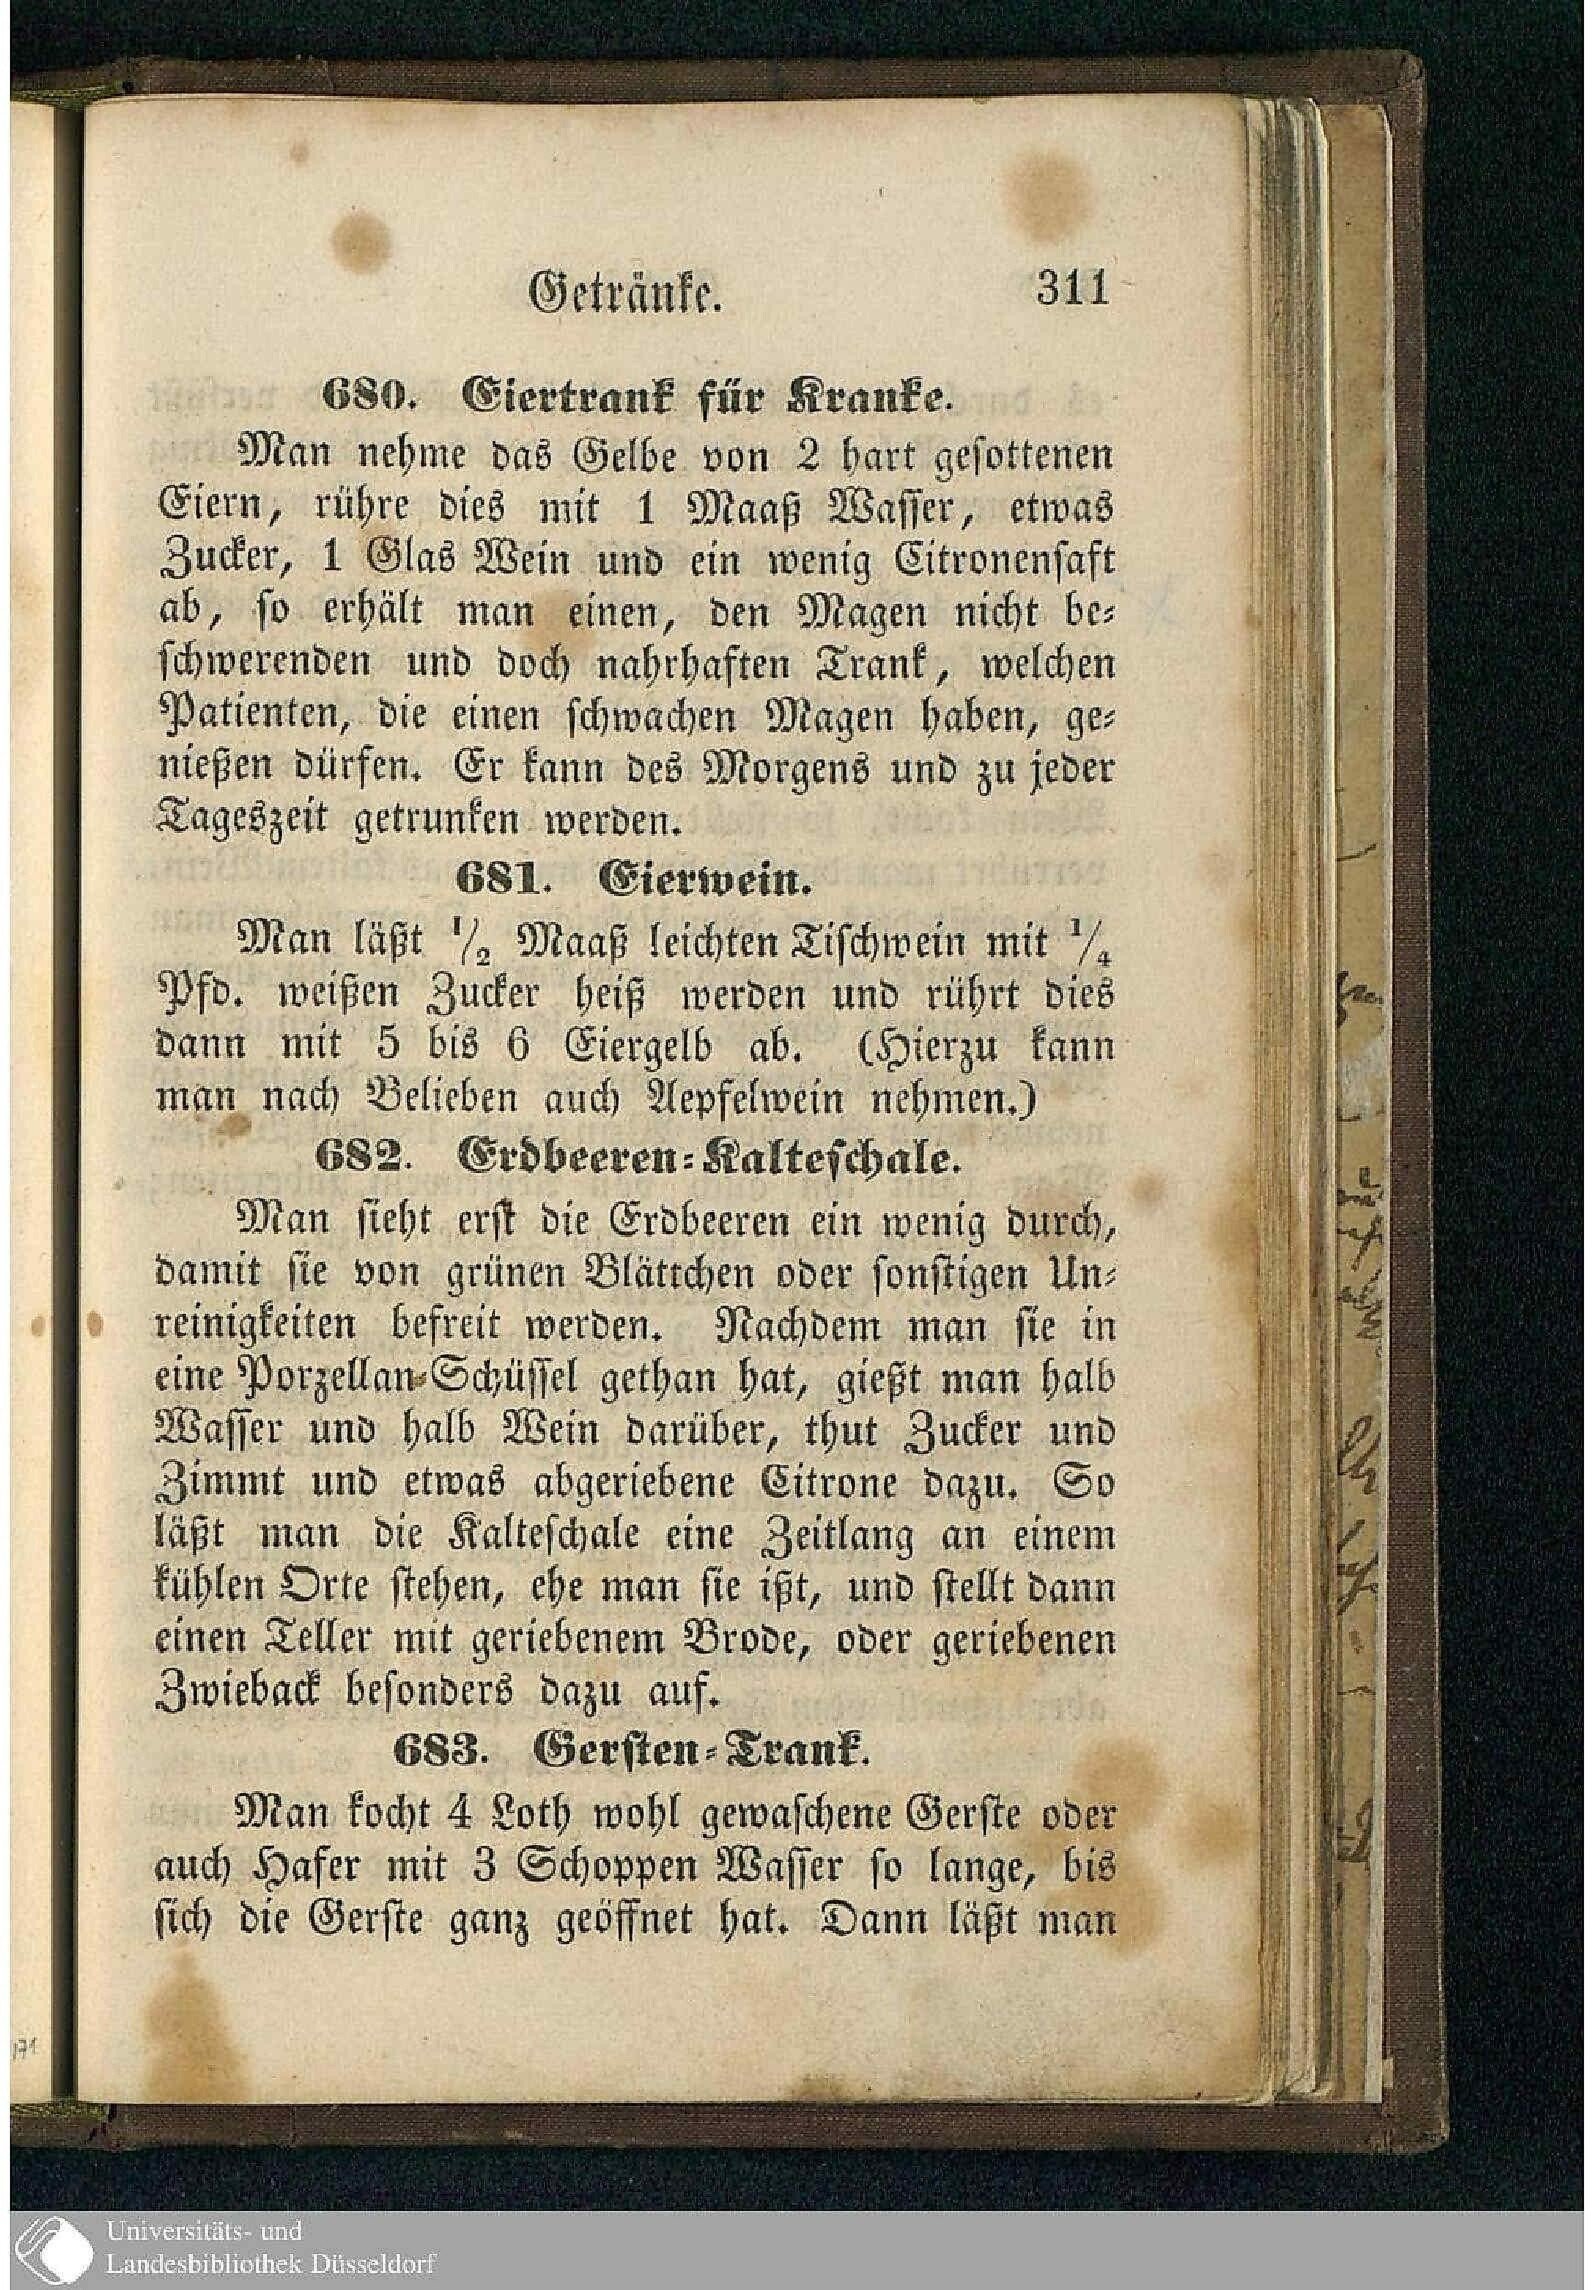 Getränke. 311
680. Eiertrank für Kranke.
Man nehme das Gelbe von 2 hart gesottenen
Eiern, rühre dies mit 1 Maaß Wasser, etwas
Zucker, 1 Glas Wein und ein wenig Citronensaft
ab, so erhält man einen, den Magen nicht be-
schwerenden und doch nahrhaften Trank, welchen
Patienten, die einen schwachen Magen haben, ge-
nießen dürfen. Er kann des Morgens und zu jeder
Tageszeit getrunken werden.
681. Eierwein.
Man läßt 1/2 Maaß leichten Tischwein mit 1/4
Pfd. weißen Zucker heiß werden und rührt dies
dann mit 5 bis 6 Eiergelb ab. (Hierzu kann
man nach Belieben auch Aepfelwein nehmen.)
682. Erdbeeren-Kalteschale.
Man sieht erst die Erdbeeren ein wenig durch,
damit sie von grünen Blättchen oder sonstigen Un-
reinigkeiten befreit werden. Nachdem man sie in
eine Porzellan-Schüssel gethan hat, gießt man halb
Wasser und halb Wein darüber, thut Zucker und
Zimmt und etwas abgeriebene Citrone dazu. So
läßt man die Kalteschale eine Zeitlang an einem
kühlen Orte stehen, ehe man sie ißt, und stellt dann
einen Teller mit geriebenem Brode, oder geriebenen
Zwieback besonders dazu auf.
683. Gersten-Trank.
Man kocht 4 Loth wohl gewaschene Gerste oder
auch Hafer mit 3 Schoppen Wasser so lange, bis
sich die Gerste ganz geöffnet hat. Dann läßt man
171
Universitäts- und
Landesbibliothek Düsseldorf